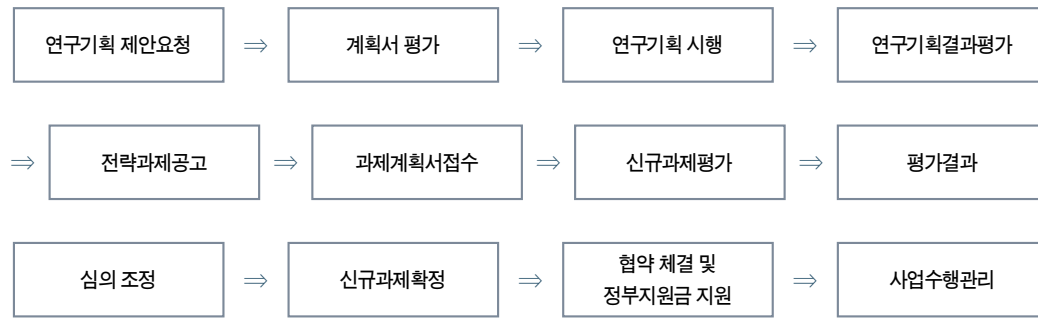 연구기획 제안요청 ⇒ 계획서 평가 ⇒ 연구기획 시행 ⇒ 연구기획결과평가
⇒ 전략과제공고 ⇒ 과제계획서접수 ⇒ 신규과제평가 ⇒ 평가결과
심의 조정 ⇒ 신규과제확정 ⇒ 협약 체결 및
정부지원금 지원 ⇒ 사업수행관리